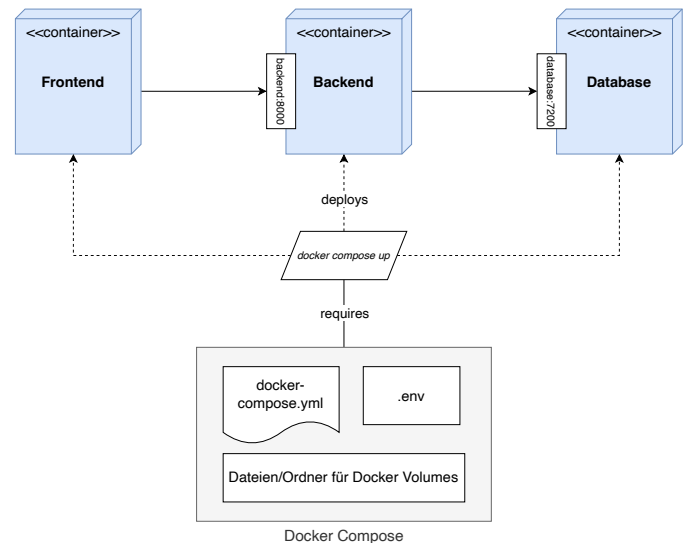 <<container>>
Frontend
<<container>>
Backend
backend:8000
<<container>>
Database
database:7200
deploys
docker compose up
requires
docker-
compose.yml
.env
Dateien/Ordner für Docker Volumes
Docker Compose